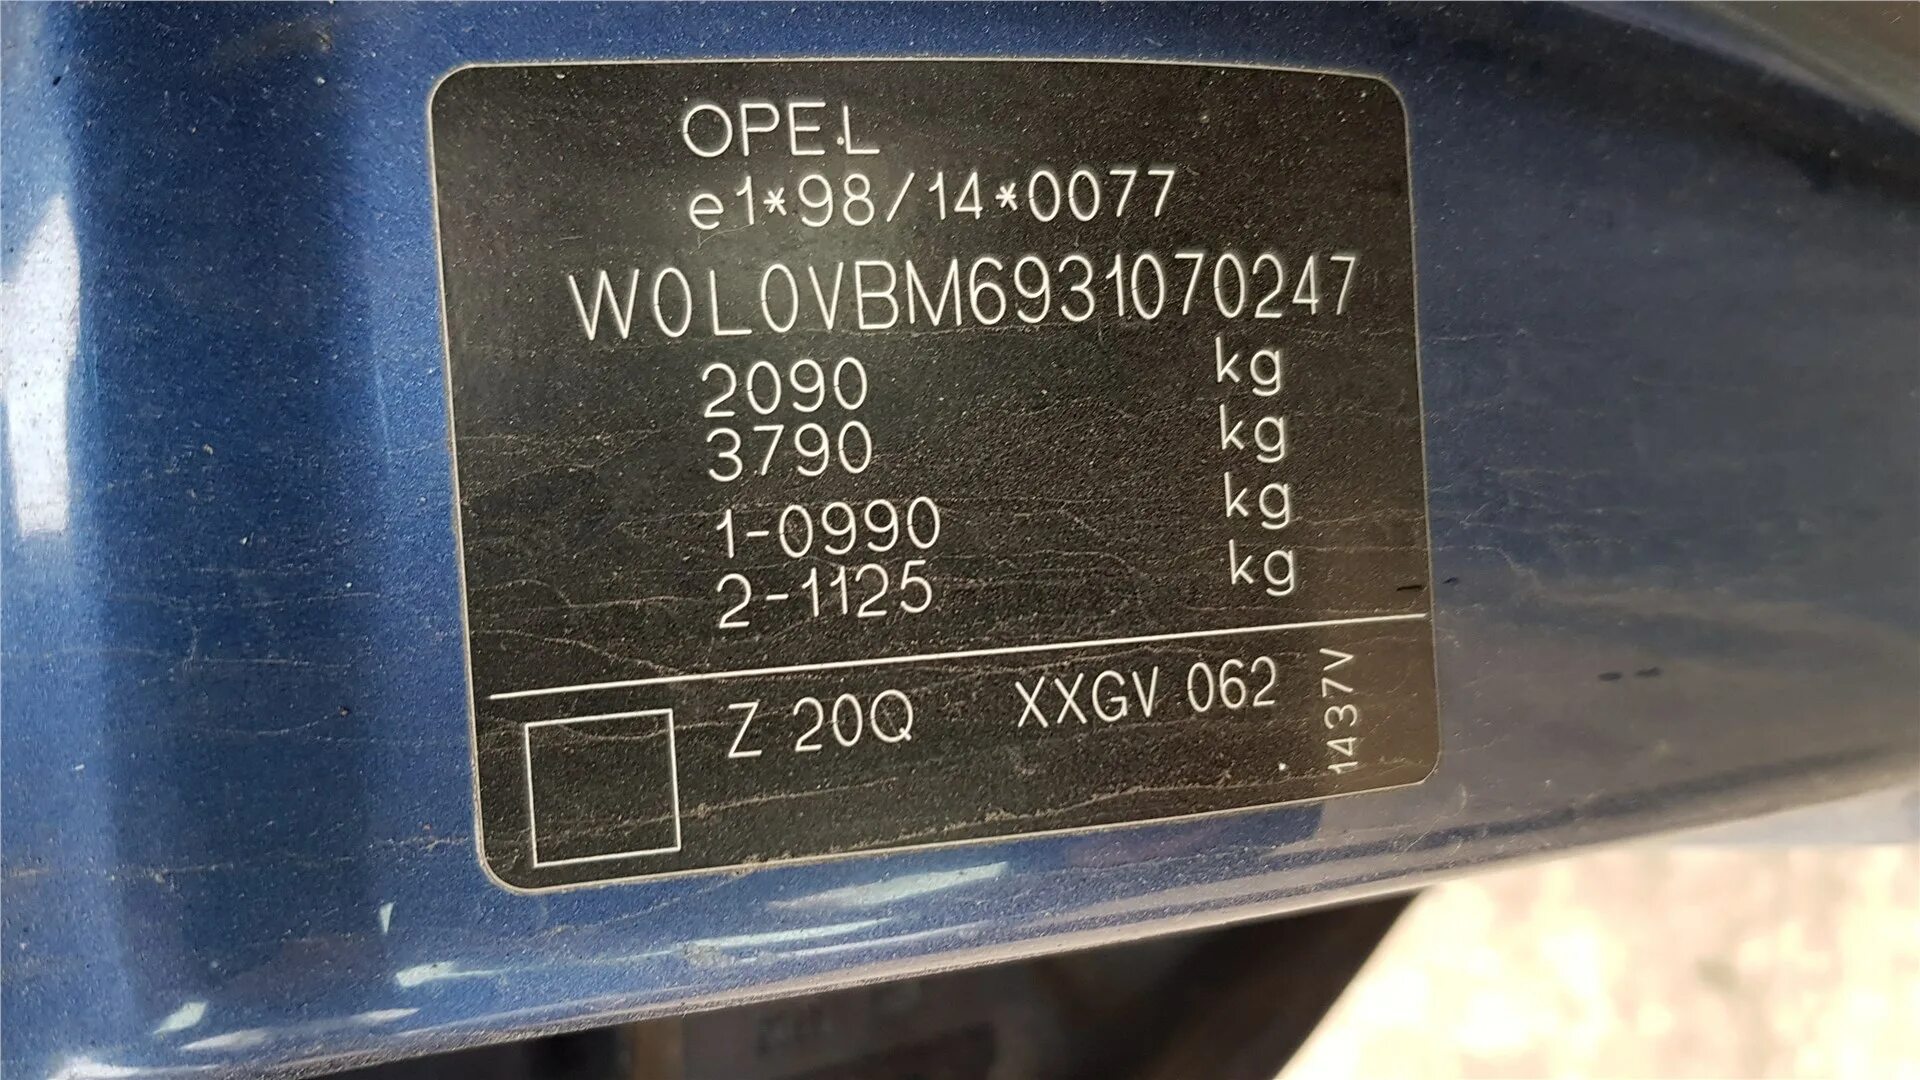 OPEL
e1*98/14*0077
W0L0VBM6931070247
2090 kg
3790 kg
1-0990 kg
2-1125 kg
Z 20Q XXGV 062
1437V